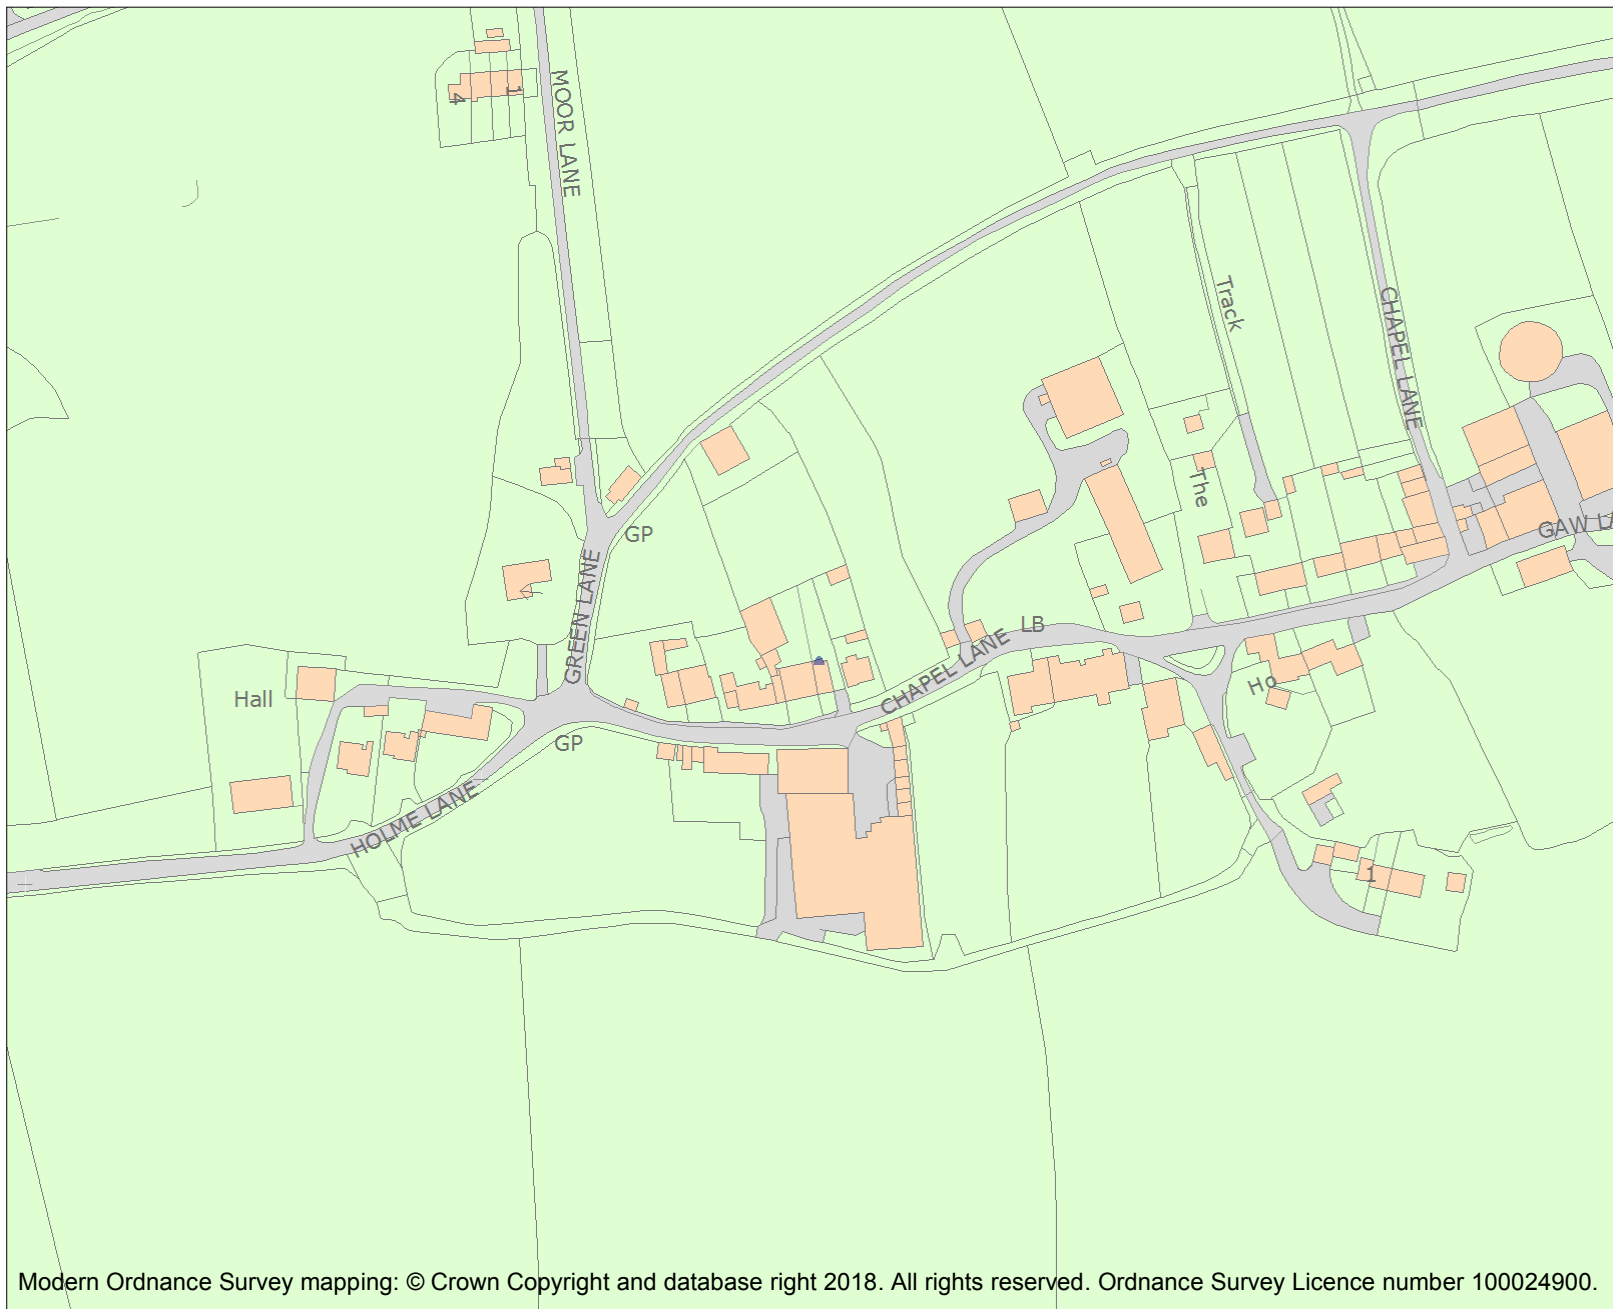 MOOR LANE
4
1
Track
CHAPEL LANE
The
GP
GAW LA
GREEN LANE
LB
CHAPEL LANE
Hall
Ho
GP
HOLME LANE
1
Modern Ordnance Survey mapping: © Crown Copyright and database right 2018. All rights reserved. Ordnance Survey Licence number 100024900.